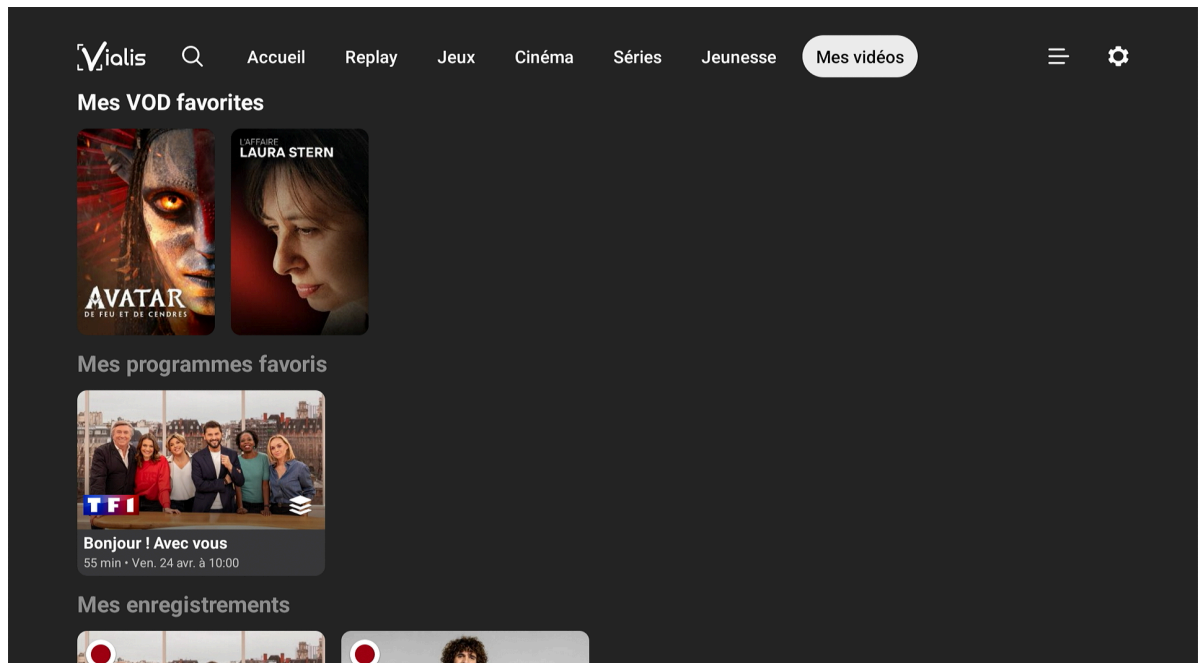 Vialis
Accueil
Replay
Jeux
Cinéma
Séries
Jeunesse
Mes vidéos
Mes VOD favorites
AVATAR
DE FEU ET DE CENDRES
L'AFFAIRE
LAURA STERN
Mes programmes favoris
TF1
Bonjour ! Avec vous
55 min • Ven. 24 avr. à 10:00
Mes enregistrements